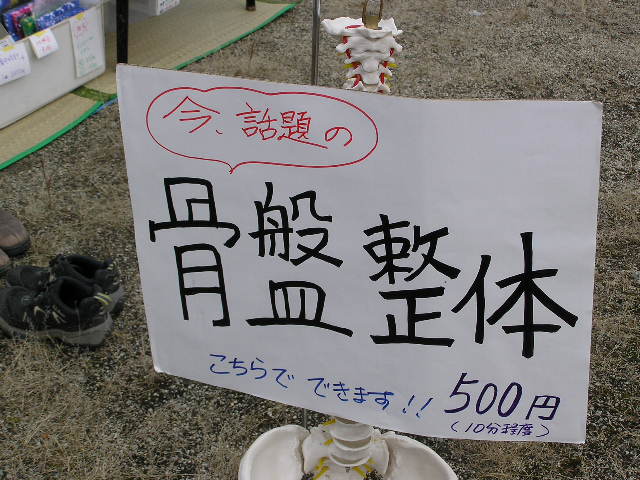 今、話題の
骨盤整体
こちらで できます!! 500円
(10分程度)